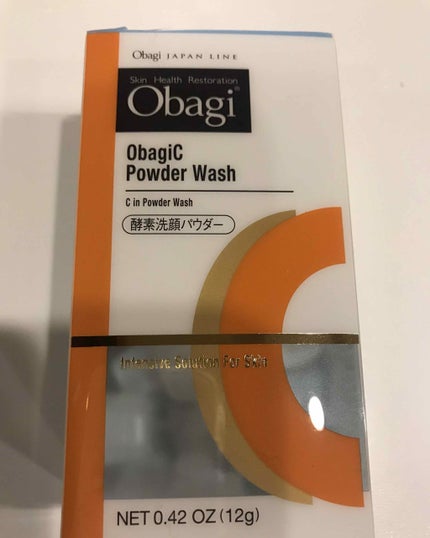 Obagi JAPAN LINE
Skin Health Restoration
Obagi®
ObagiC
Powder Wash
C in Powder Wash
酵素洗顔パウダー
Intensive Solution For Skin
NET 0.42 OZ (12g)